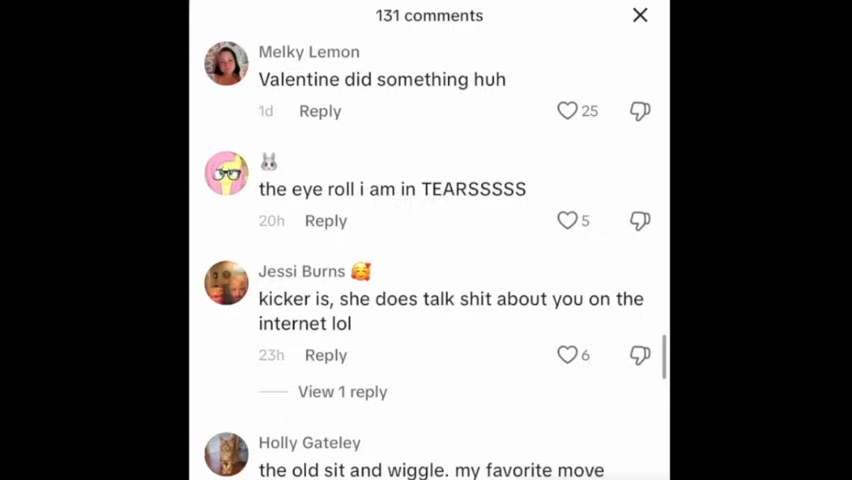 131 comments
Melky Lemon
Valentine did something huh
1d Reply 25
🐰
the eye roll i am in TEARSSSSS
20h Reply 5
Jessi Burns 🥰
kicker is, she does talk shit about you on the
internet lol
23h Reply 6
View 1 reply
Holly Gateley
the old sit and wiggle. my favorite move